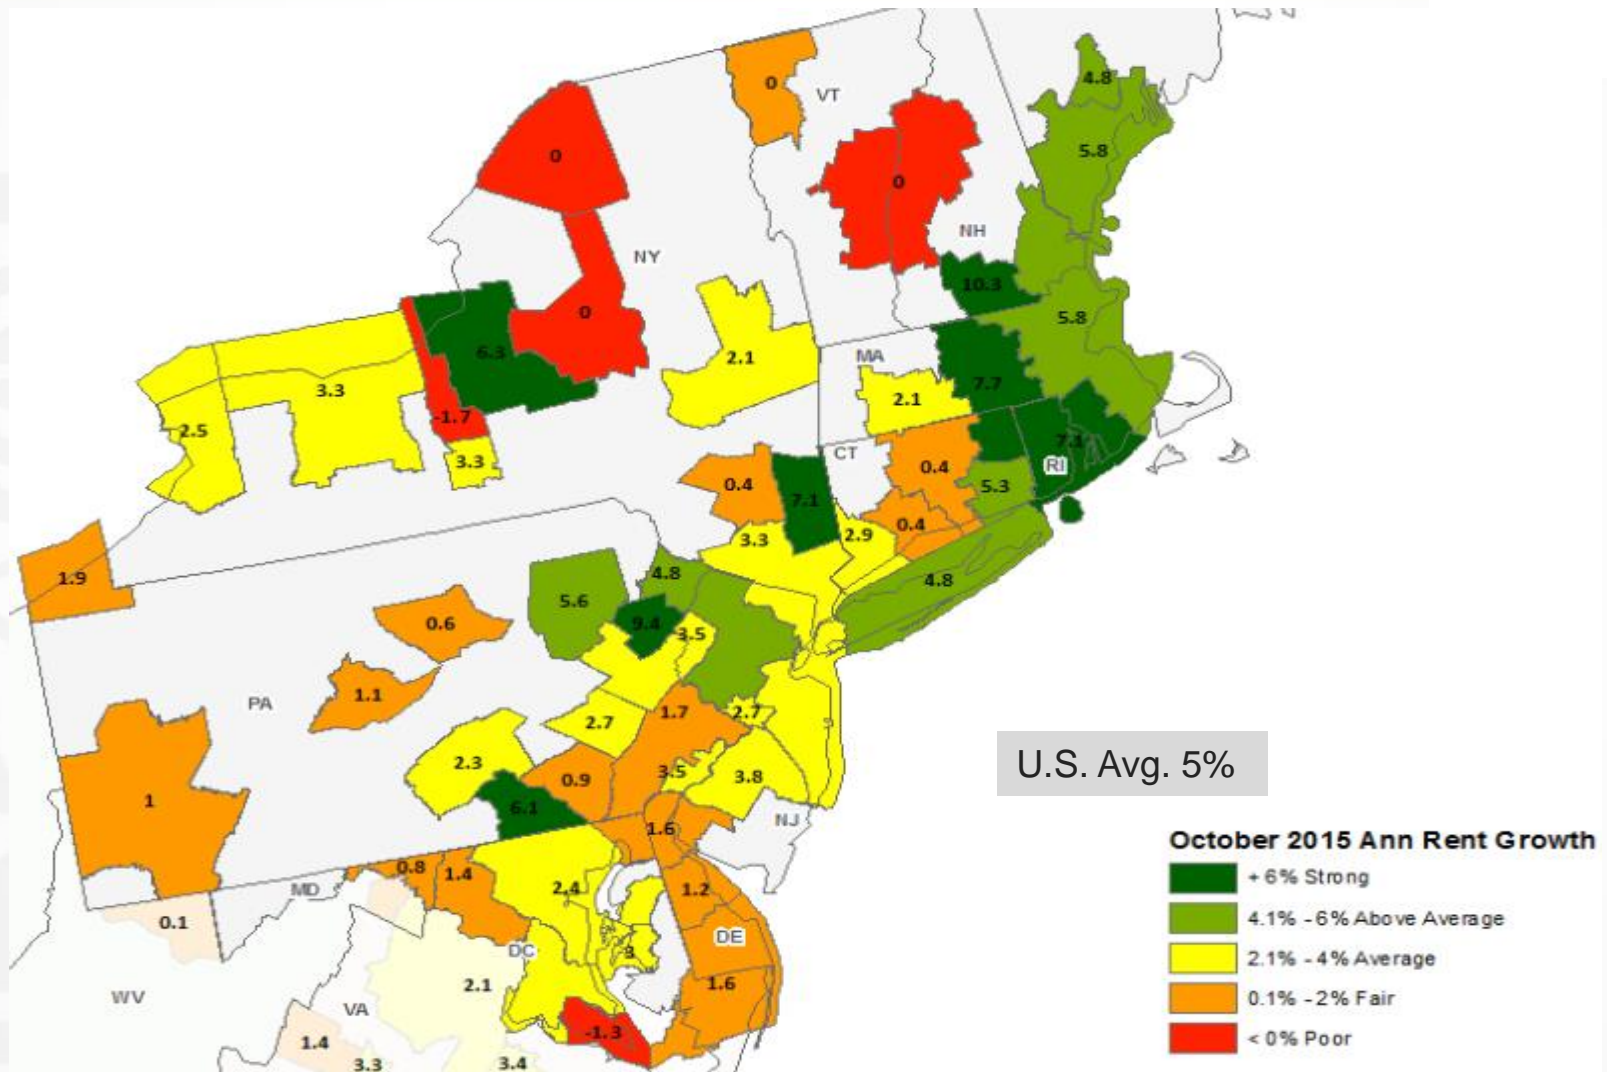 4.8
0
VT
5.8
0
0
NY
NH
10.3
0
5.8
6.3
2.1
MA
7.7
3.3
2.1
-1.7
2.5
7.1
CT
3.3
RI
0.4
0.4
5.3
7.1
0.4
3.3
2.9
4.8
1.9
4.8
5.6
0.6
9.4
3.5
1.1
PA
1.7
2.7
2.7
U.S. Avg. 5%
2.3
3.5
3.8
0.9
1
6.1
NJ
1.6
October 2015 Ann Rent Growth
+ 6% Strong
4.1% - 6% Above Average
2.1% - 4% Average
0.1% - 2% Fair
< 0% Poor
0.8
1.4
MD
2.4
1.2
0.1
DE
DC
3
2.1
1.6
WV
VA
-1.3
1.4
3.3
3.4